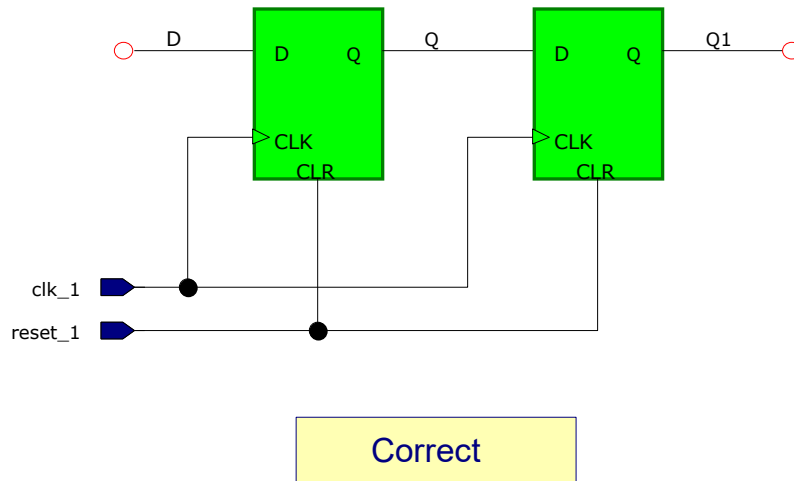 D Q Q1
D Q D Q
CLK CLK
CLR CLR
clk_1
reset_1
Correct